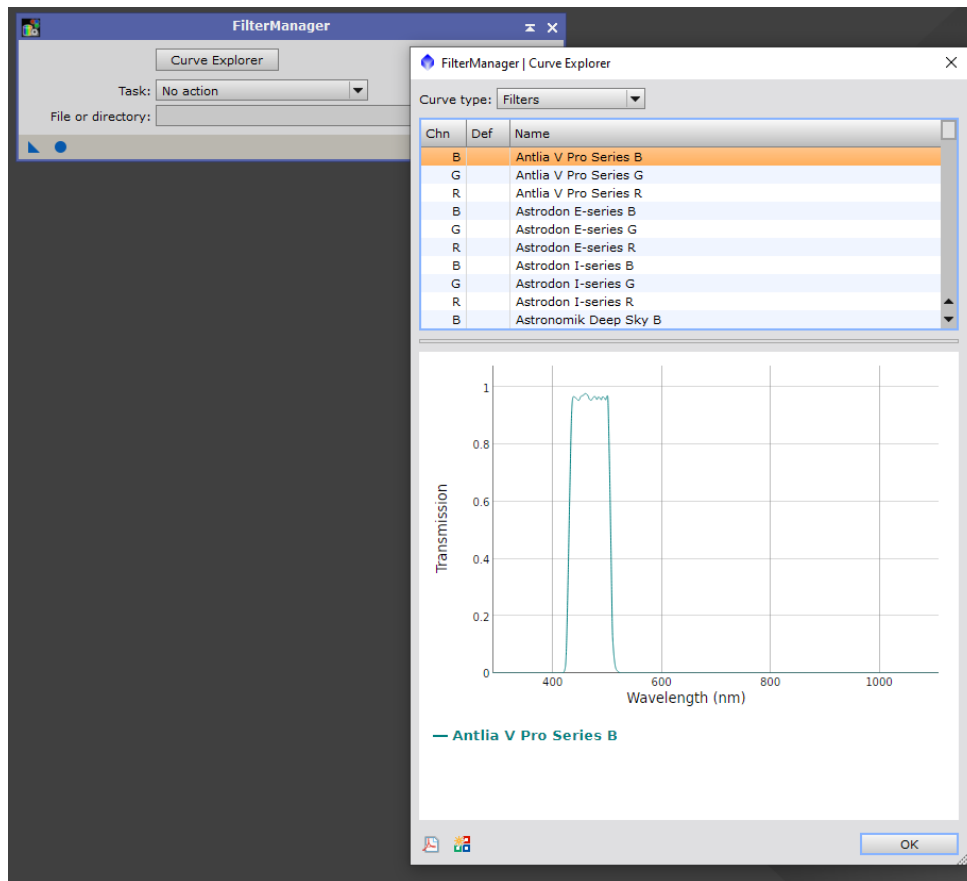 FilterManager
Curve Explorer
Task: No action
File or directory:
FilterManager | Curve Explorer
Curve type: Filters
Chn Def Name
B Antlia V Pro Series B
G Antlia V Pro Series G
R Antlia V Pro Series R
B Astrodon E-series B
G Astrodon E-series G
R Astrodon E-series R
B Astrodon I-series B
G Astrodon I-series G
R Astrodon I-series R
B Astronomik Deep Sky B
Transmission
1
0.8
0.6
0.4
0.2
0
400 600 800 1000
Wavelength (nm)
Antlia V Pro Series B
OK